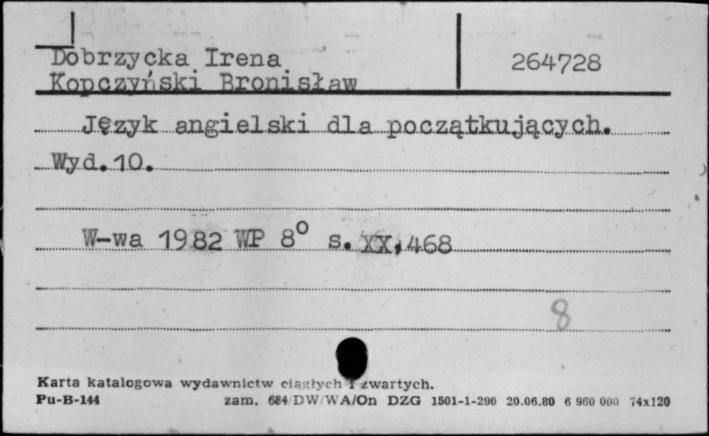 Dobrzycka Irena
264728
Kopczyński Bronisław
Język angielski dla początkujących.
Wyd.10.
W-wa 1982 WP 8° s. XX,468
8
Karta katalogowa wydawnictw ciągłych i zwartych.
Pu-B-144 zam. 684/DW/WA/On DZG 1501-1-290 20.06.80 6 960 000 74x120